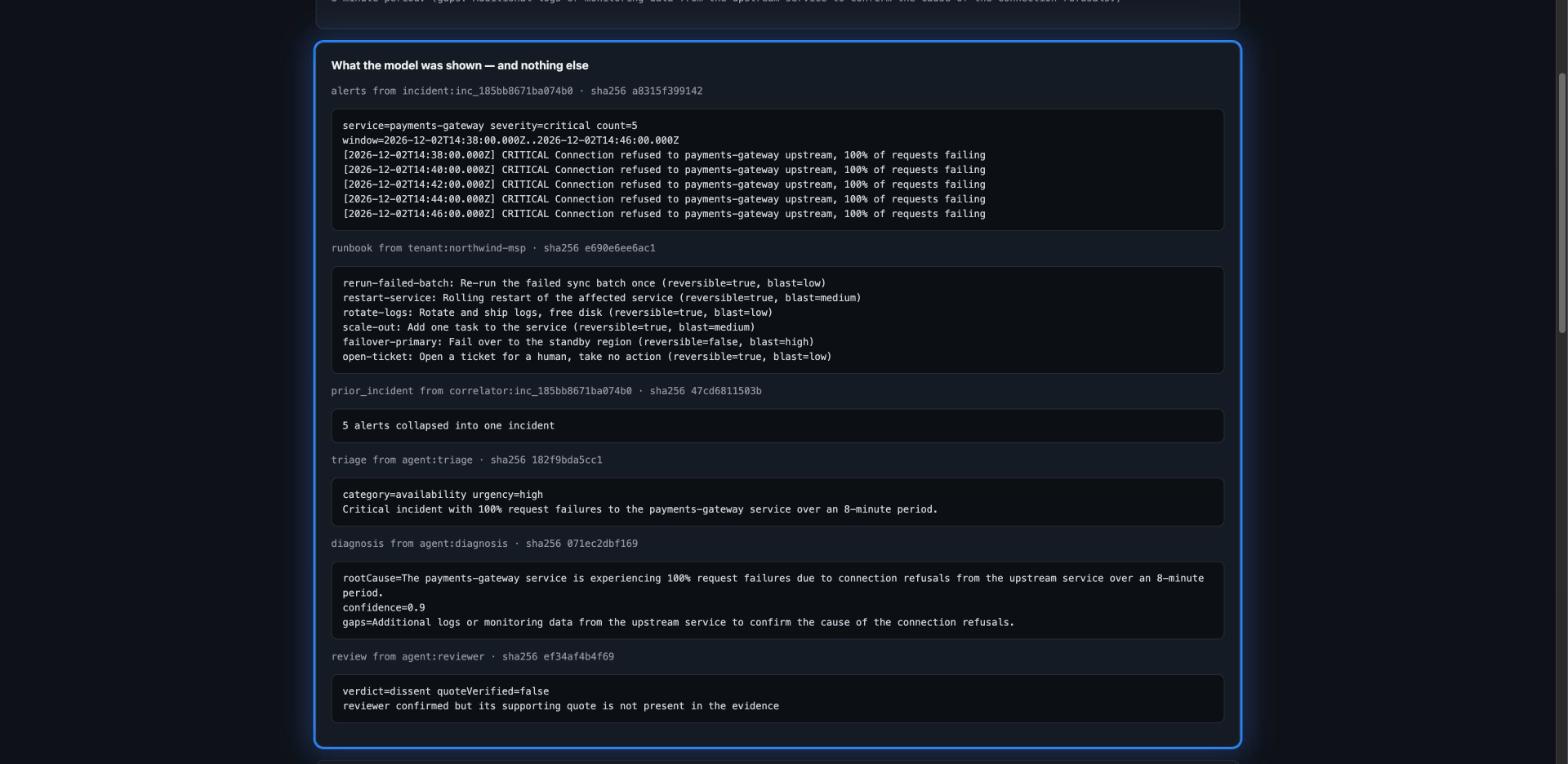 What the model was shown — and nothing else
alerts from incident:inc_185bb8671ba074b0 · sha256 a8315f399142
service=payments-gateway severity=critical count=5
window=2026-12-02T14:38:00.000Z..2026-12-02T14:46:00.000Z
[2026-12-02T14:38:00.000Z] CRITICAL Connection refused to payments-gateway upstream, 100% of requests failing
[2026-12-02T14:40:00.000Z] CRITICAL Connection refused to payments-gateway upstream, 100% of requests failing
[2026-12-02T14:42:00.000Z] CRITICAL Connection refused to payments-gateway upstream, 100% of requests failing
[2026-12-02T14:44:00.000Z] CRITICAL Connection refused to payments-gateway upstream, 100% of requests failing
[2026-12-02T14:46:00.000Z] CRITICAL Connection refused to payments-gateway upstream, 100% of requests failing
runbook from tenant:northwind-msp · sha256 e690e6ee6ac1
rerun-failed-batch: Re-run the failed sync batch once (reversible=true, blast=low)
restart-service: Rolling restart of the affected service (reversible=true, blast=medium)
rotate-logs: Rotate and ship logs, free disk (reversible=true, blast=low)
scale-out: Add one task to the service (reversible=true, blast=medium)
failover-primary: Fail over to the standby region (reversible=false, blast=high)
open-ticket: Open a ticket for a human, take no action (reversible=true, blast=low)
prior_incident from correlator:inc_185bb8671ba074b0 · sha256 47cd6811503b
5 alerts collapsed into one incident
triage from agent:triage · sha256 182f9bda5cc1
category=availability urgency=high
Critical incident with 100% request failures to the payments-gateway service over an 8-minute period.
diagnosis from agent:diagnosis · sha256 071ec2dbf169
rootCause=The payments-gateway service is experiencing 100% request failures due to connection refusals from the upstream service over an 8-minute
period.
confidence=0.9
gaps=Additional logs or monitoring data from the upstream service to confirm the cause of the connection refusals.
review from agent:reviewer · sha256 ef34af4b4f69
verdict=dissent quoteVerified=false
reviewer confirmed but its supporting quote is not present in the evidence